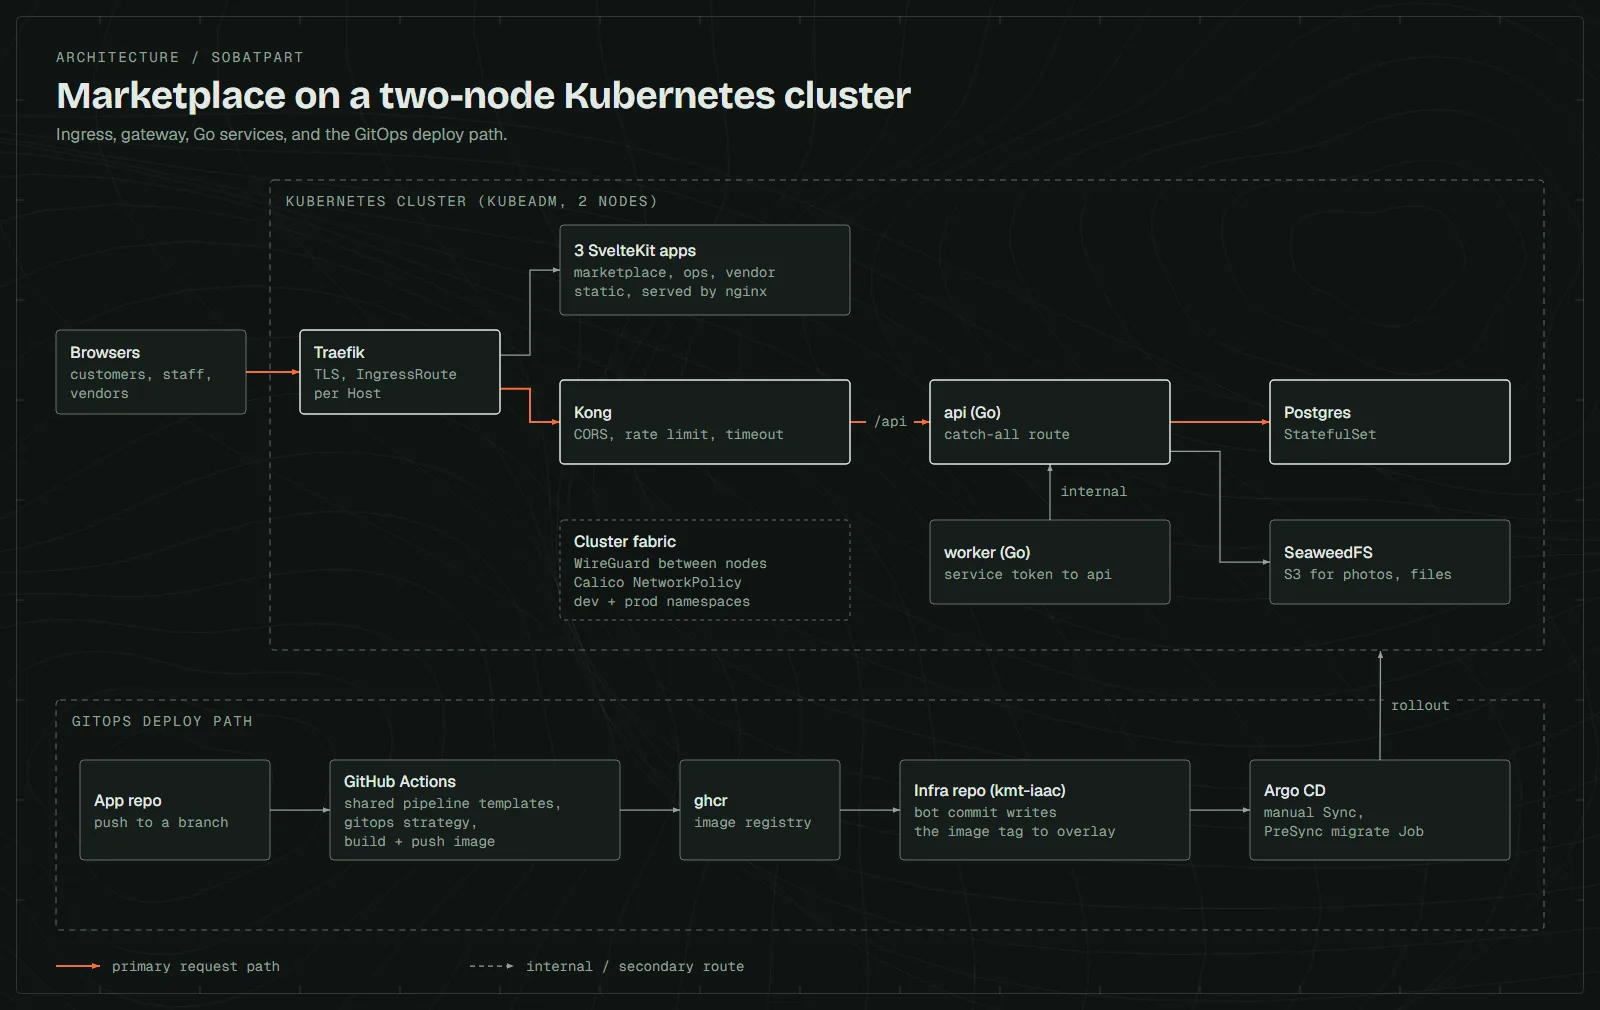 ARCHITECTURE / SOBATPART
Marketplace on a two-node Kubernetes cluster
Ingress, gateway, Go services, and the GitOps deploy path.
KUBERNETES CLUSTER (KUBEADM, 2 NODES)
3 SvelteKit apps
marketplace, ops, vendor
static, served by nginx
Browsers
customers, staff,
vendors
Traefik
TLS, IngressRoute
per Host
Kong
CORS, rate limit, timeout
/api
api (Go)
catch-all route
Postgres
StatefulSet
internal
Cluster fabric
WireGuard between nodes
Calico NetworkPolicy
dev + prod namespaces
worker (Go)
service token to api
SeaweedFS
S3 for photos, files
rollout
GITOPS DEPLOY PATH
App repo
push to a branch
GitHub Actions
shared pipeline templates,
gitops strategy,
build + push image
ghcr
image registry
Infra repo (kmt-iaac)
bot commit writes
the image tag to overlay
Argo CD
manual Sync,
PreSync migrate Job
primary request path
internal / secondary route